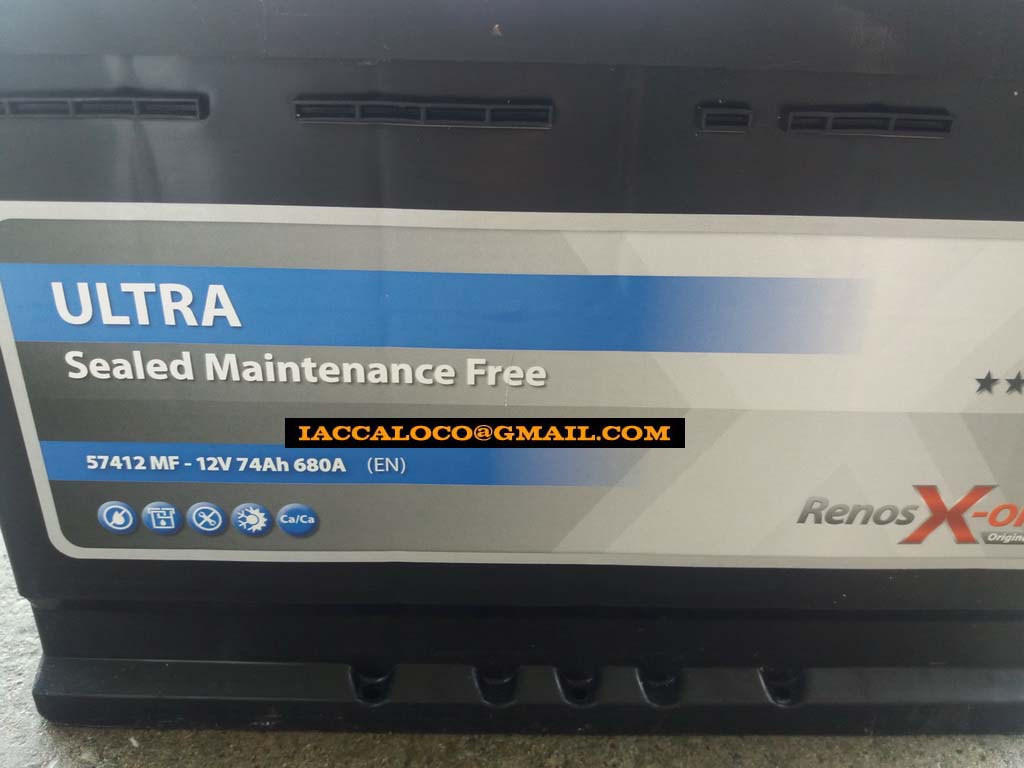 ULTRA
Sealed Maintenance Free
IACCALOCO@GMAIL.COM
57412 MF - 12V 74Ah 680A (EN)
Ca/Ca
Renos